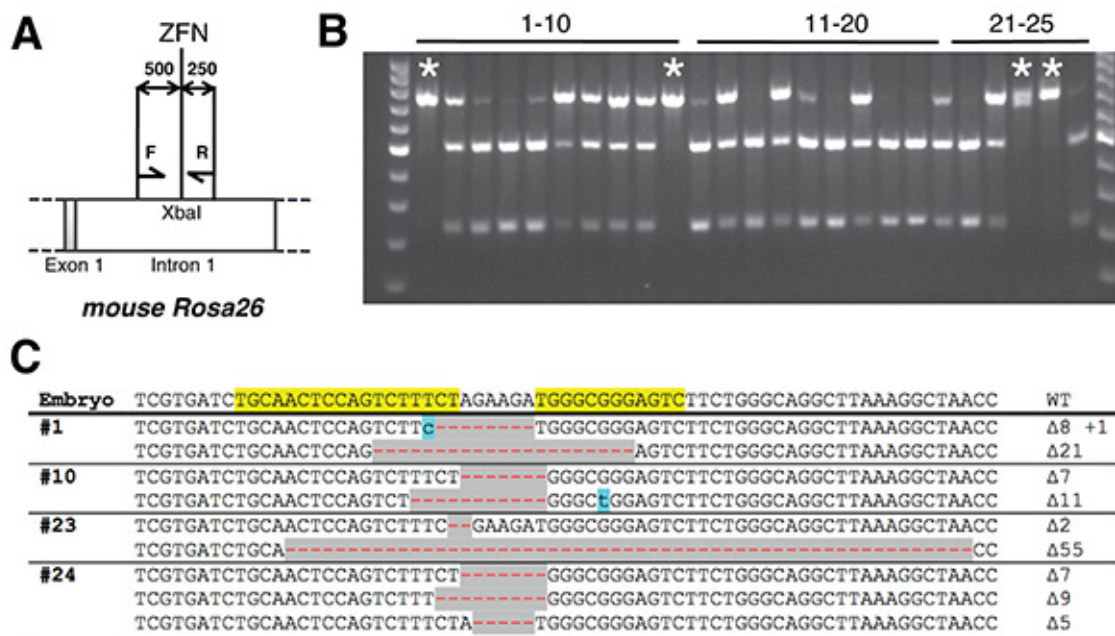 A
ZFN
500 250
F R
XbaI
Exon 1 Intron 1
mouse Rosa26
B
1-10 11-20 21-25
* * * *
C
Embryo TCGTGATCTGCAACTCCAGTCTTTCTAGAAGATGGGCGGGAGTCTTCTGGGCAGGCTTAAAGGCTAACC WT
#1 TCGTGATCTGCAACTCCAGTCTTc--------TGGGCGGGAGTCTTCTGGGCAGGCTTAAAGGCTAACC Δ8 +1
TCGTGATCTGCAACTCCAG---------------------AGTCTTCTGGGCAGGCTTAAAGGCTAACC Δ21
#10 TCGTGATCTGCAACTCCAGTCTTTCT-------GGGCGGGAGTCTTCTGGGCAGGCTTAAAGGCTAACC Δ7
TCGTGATCTGCAACTCCAGTCT-----------GGGCtGGAGTCTTCTGGGCAGGCTTAAAGGCTAACC Δ11
#23 TCGTGATCTGCAACTCCAGTCTTTC--GAAGATGGGCGGGAGTCTTCTGGGCAGGCTTAAAGGCTAACC Δ2
TCGTGATCTGCA-------------------------------------------------------CC Δ55
#24 TCGTGATCTGCAACTCCAGTCTTTCT-------GGGCGGGAGTCTTCTGGGCAGGCTTAAAGGCTAACC Δ7
TCGTGATCTGCAACTCCAGTCTTT---------GGGCGGGAGTCTTCTGGGCAGGCTTAAAGGCTAACC Δ9
TCGTGATCTGCAACTCCAGTCTTTCTA-----TGGGCGGGAGTCTTCTGGGCAGGCTTAAAGGCTAACC Δ5